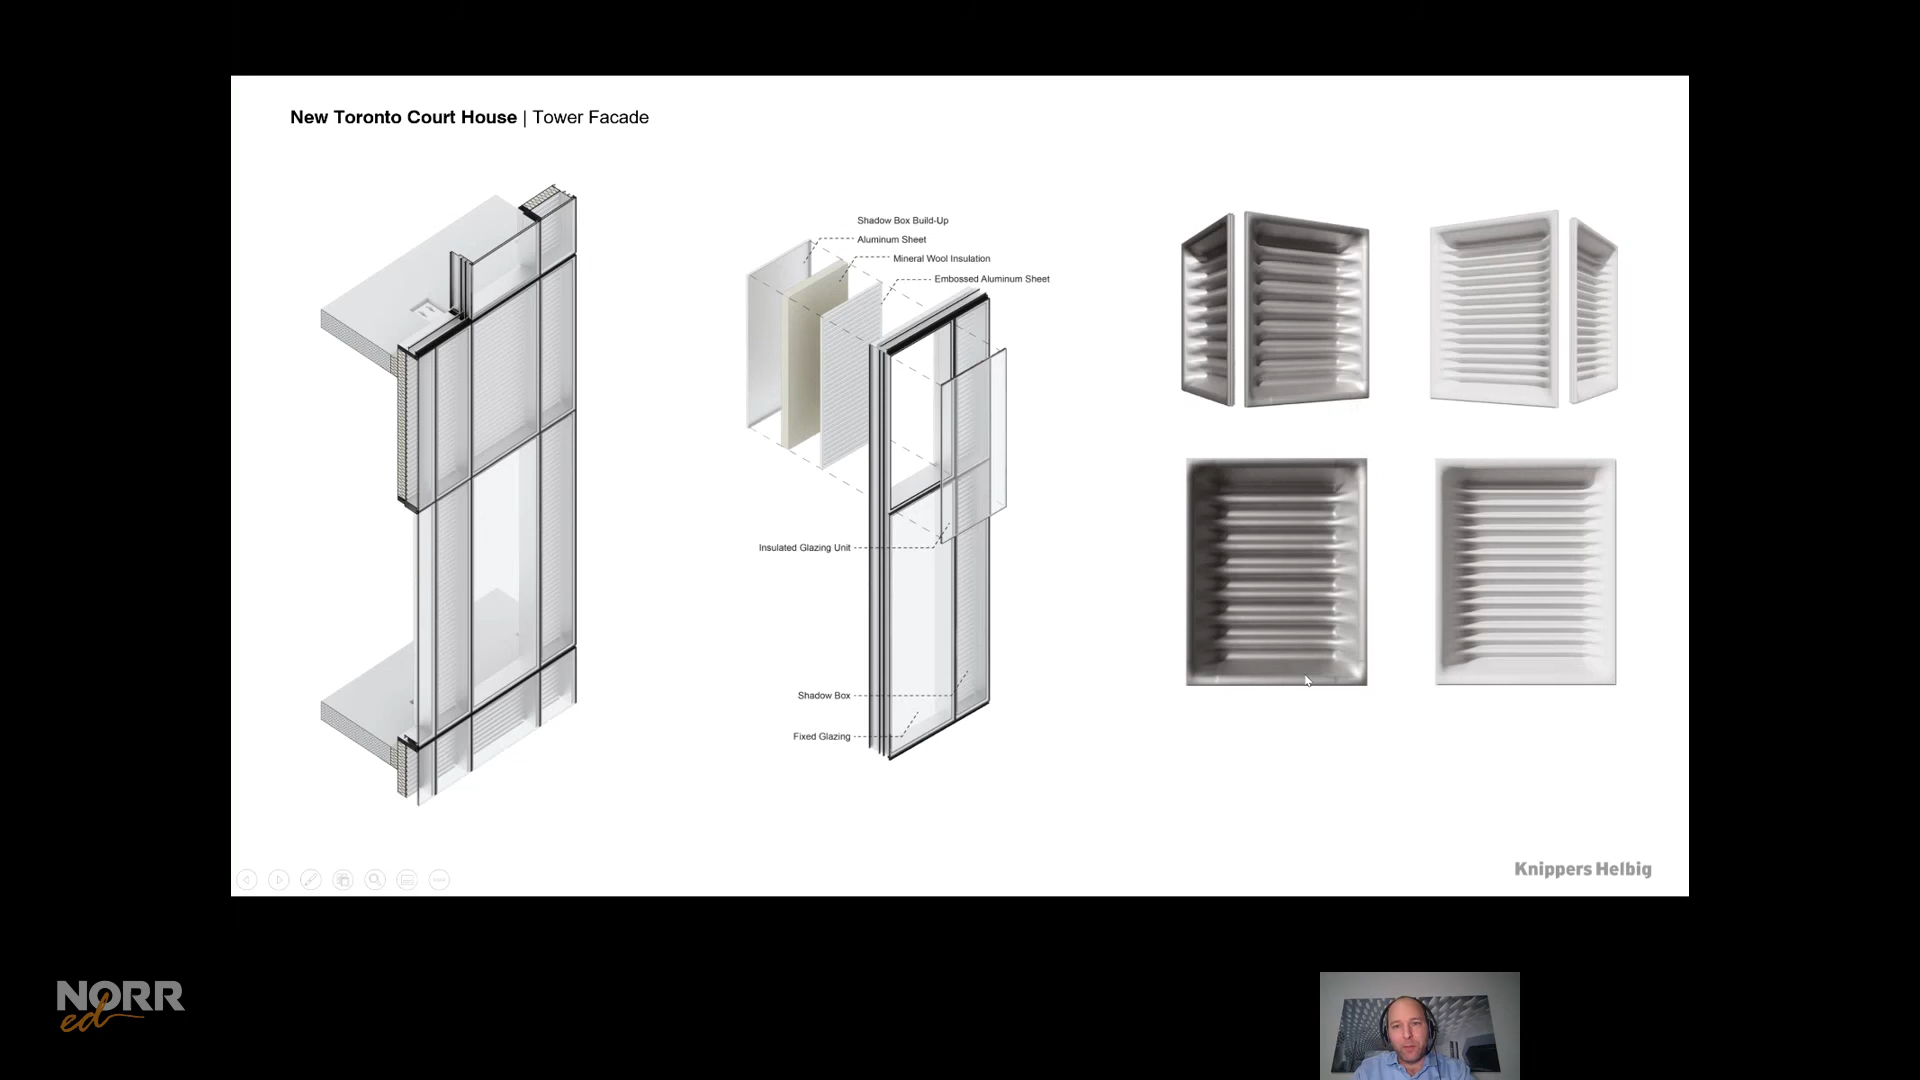 New Toronto Court House | Tower Facade
Shadow Box Build-Up
Aluminum Sheet
Mineral Wool Insulation
Embossed Aluminum Sheet
Insulated Glazing Unit
Shadow Box
Fixed Glazing
Knippers Helbig
NORR
ed